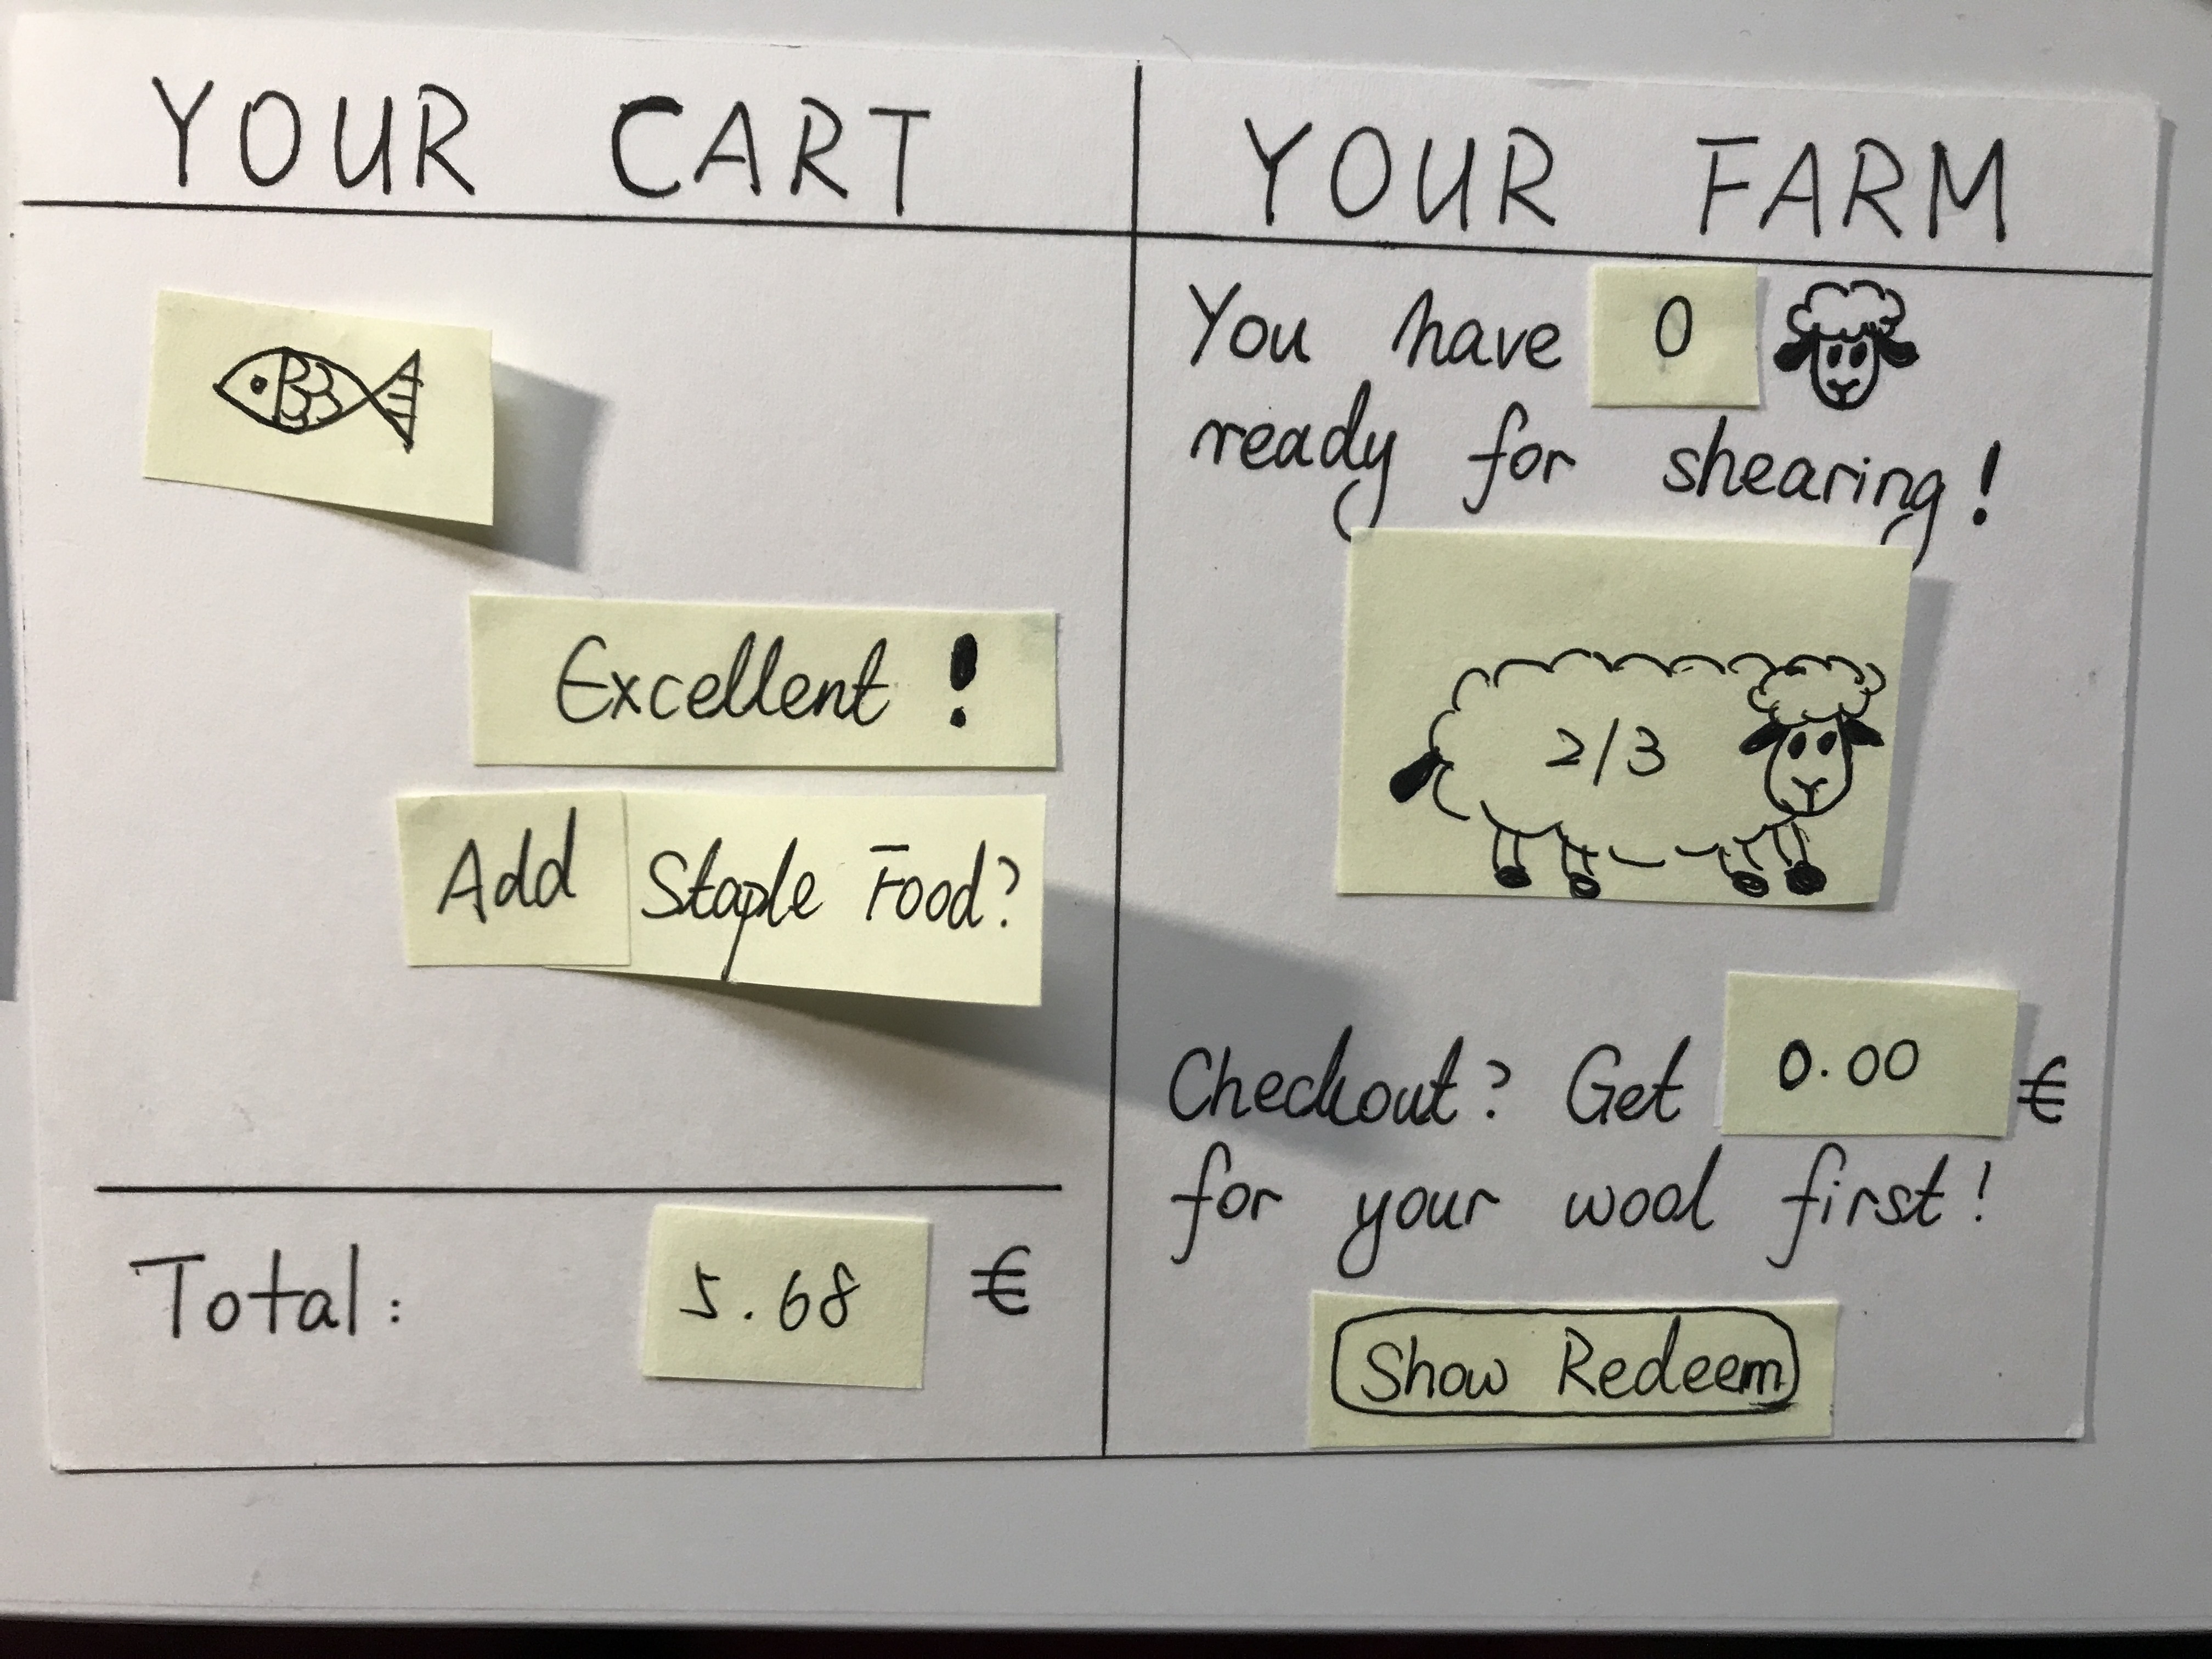 YOUR CART
Excellent !
Add Staple Food?
Total: 5.68 €
YOUR FARM
You have 0
ready for shearing!
2/3
Checkout? Get 0.00 €
for your wool first!
Show Redeem